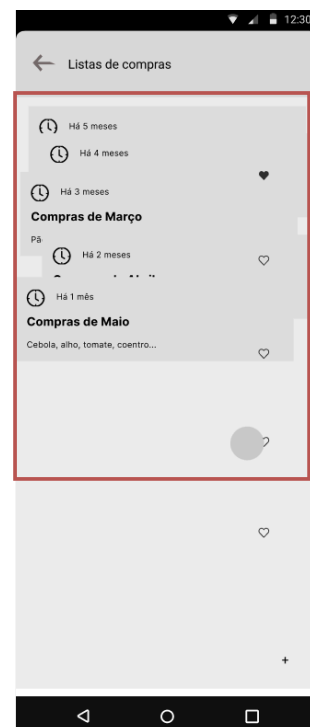 12:30
Listas de compras
Há 5 meses
Há 4 meses
Há 3 meses
Compras de Março
Há 2 meses
Há 1 mês
Compras de Maio
Cebola, alho, tomate, coentro...
+